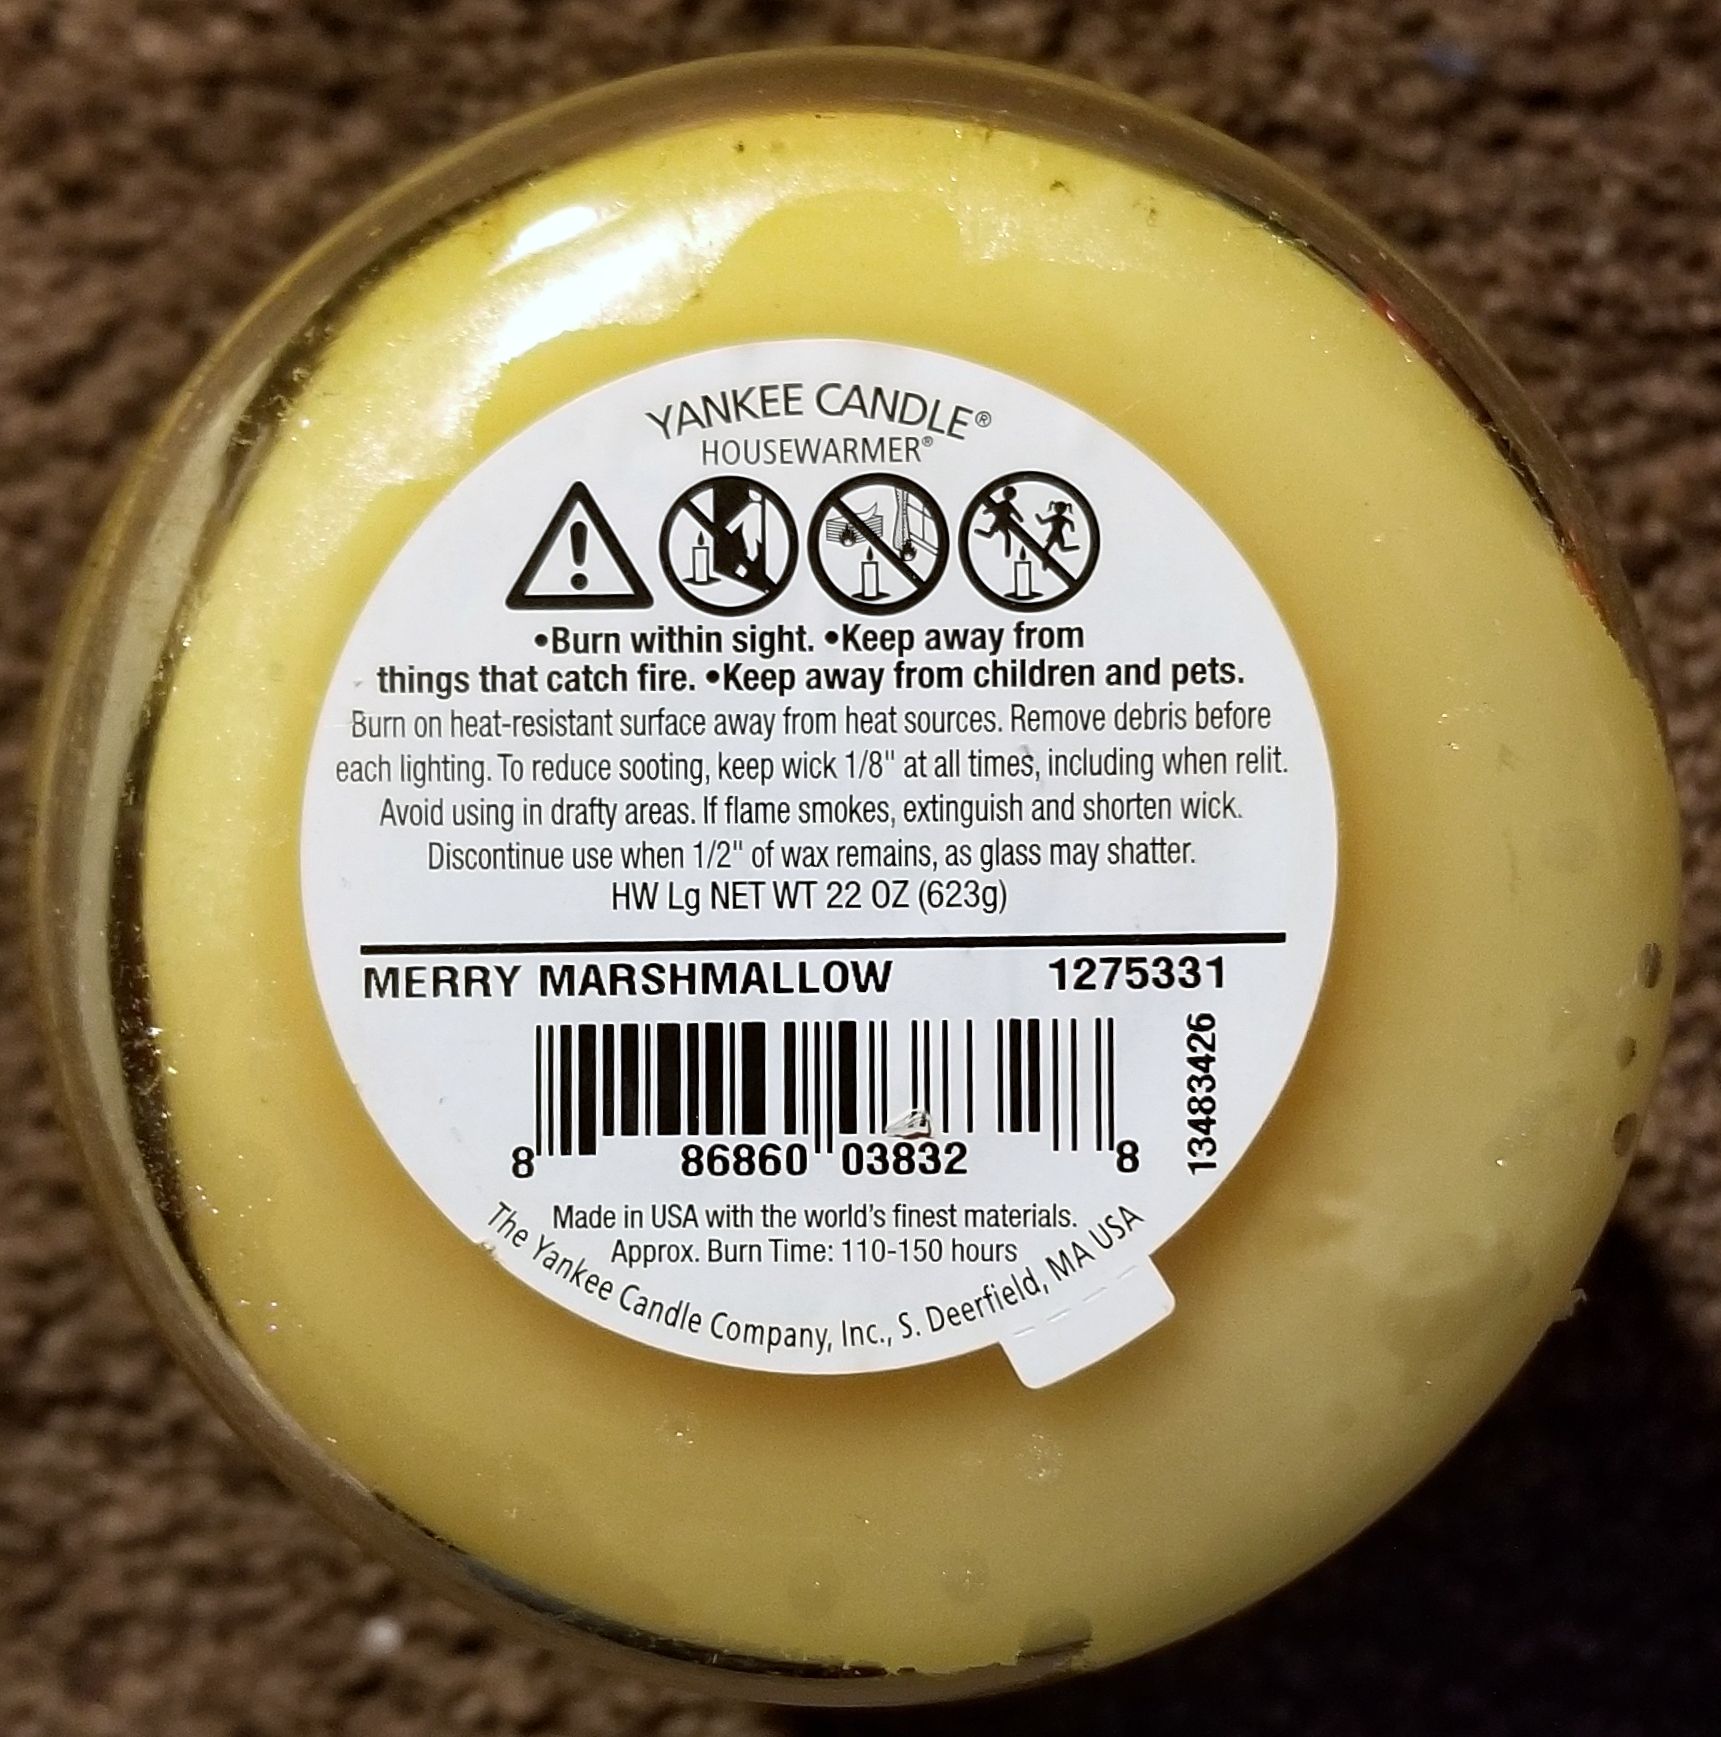 YANKEE CANDLE®
HOUSEWARMER®
•Burn within sight. •Keep away from
things that catch fire. •Keep away from children and pets.
Burn on heat-resistant surface away from heat sources. Remove debris before
each lighting. To reduce sooting, keep wick 1/8" at all times, including when relit.
Avoid using in drafty areas. If flame smokes, extinguish and shorten wick.
Discontinue use when 1/2" of wax remains, as glass may shatter.
HW Lg NET WT 22 OZ (623g)
MERRY MARSHMALLOW 1275331
8 86860 03832 8
13483426
Made in USA with the world's finest materials.
Approx. Burn Time: 110-150 hours
The Yankee Candle Company, Inc., S. Deerfield, MA USA